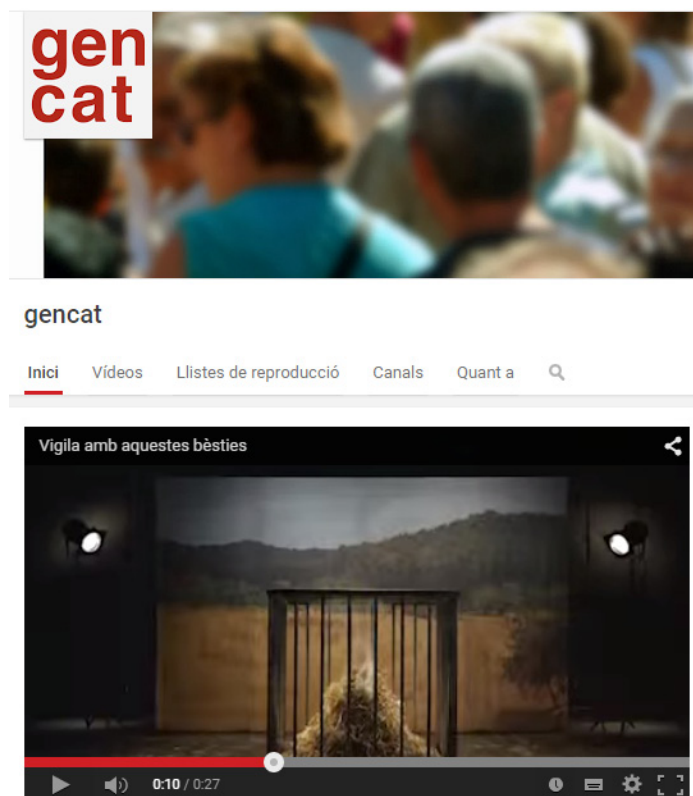 gen
cat
gencat
Inici Vídeos Llistes de reproducció Canals Quant a
Vigila amb aquestes bèsties
0:10 / 0:27